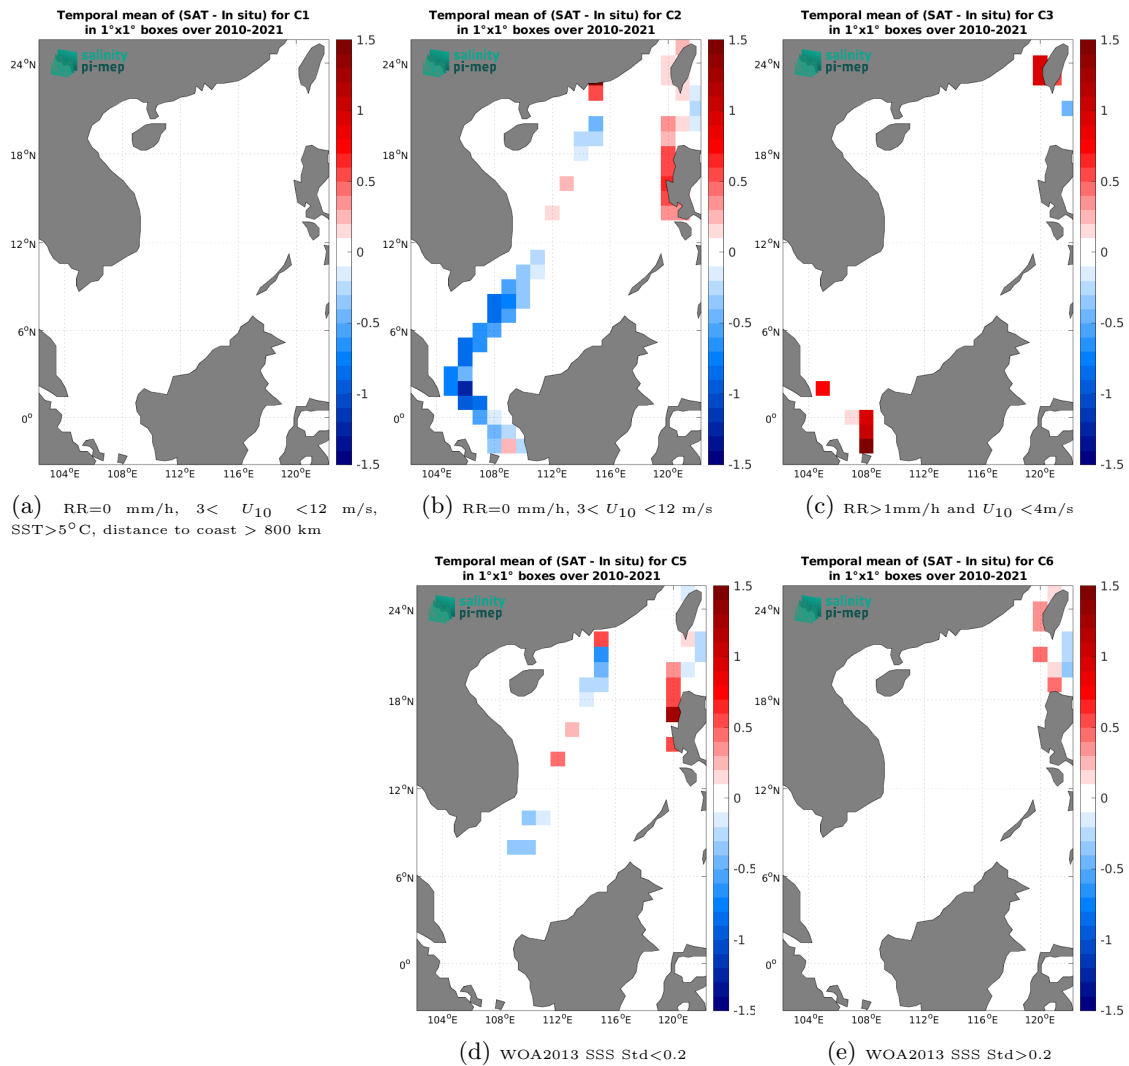 Temporal mean of (SAT - In situ) for C1
in 1°x1° boxes over 2010-2021
salinity
pi-mep
24°N
18°N
12°N
6°N
0°
104°E 108°E 112°E 116°E 120°E
1.5
1
0.5
0
-0.5
-1
-1.5
(a) RR=0 mm/h, 3< U10 <12 m/s,
SST>5°C, distance to coast > 800 km
Temporal mean of (SAT - In situ) for C2
in 1°x1° boxes over 2010-2021
salinity
pi-mep
24°N
18°N
12°N
6°N
0°
104°E 108°E 112°E 116°E 120°E
1.5
1
0.5
0
-0.5
-1
-1.5
(b) RR=0 mm/h, 3< U10 <12 m/s
Temporal mean of (SAT - In situ) for C3
in 1°x1° boxes over 2010-2021
salinity
pi-mep
24°N
18°N
12°N
6°N
0°
104°E 108°E 112°E 116°E 120°E
1.5
1
0.5
0
-0.5
-1
-1.5
(c) RR>1mm/h and U10 <4m/s
Temporal mean of (SAT - In situ) for C5
in 1°x1° boxes over 2010-2021
salinity
pi-mep
24°N
18°N
12°N
6°N
0°
104°E 108°E 112°E 116°E 120°E
1.5
1
0.5
0
-0.5
-1
-1.5
(d) WOA2013 SSS Std<0.2
Temporal mean of (SAT - In situ) for C6
in 1°x1° boxes over 2010-2021
salinity
pi-mep
24°N
18°N
12°N
6°N
0°
104°E 108°E 112°E 116°E 120°E
1.5
1
0.5
0
-0.5
-1
-1.5
(e) WOA2013 SSS Std>0.2